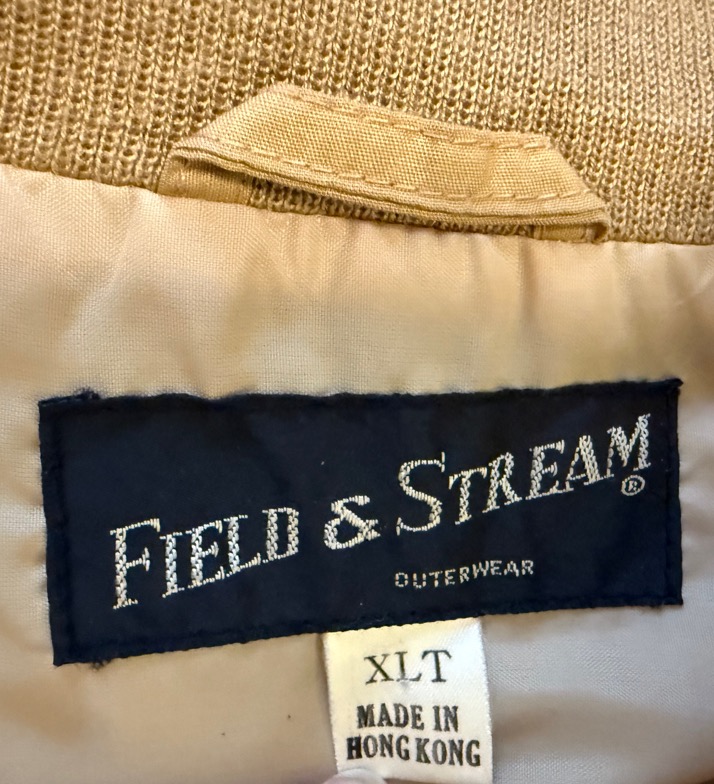 FIELD & STREAM®
OUTERWEAR
XLT
MADE IN
HONG KONG